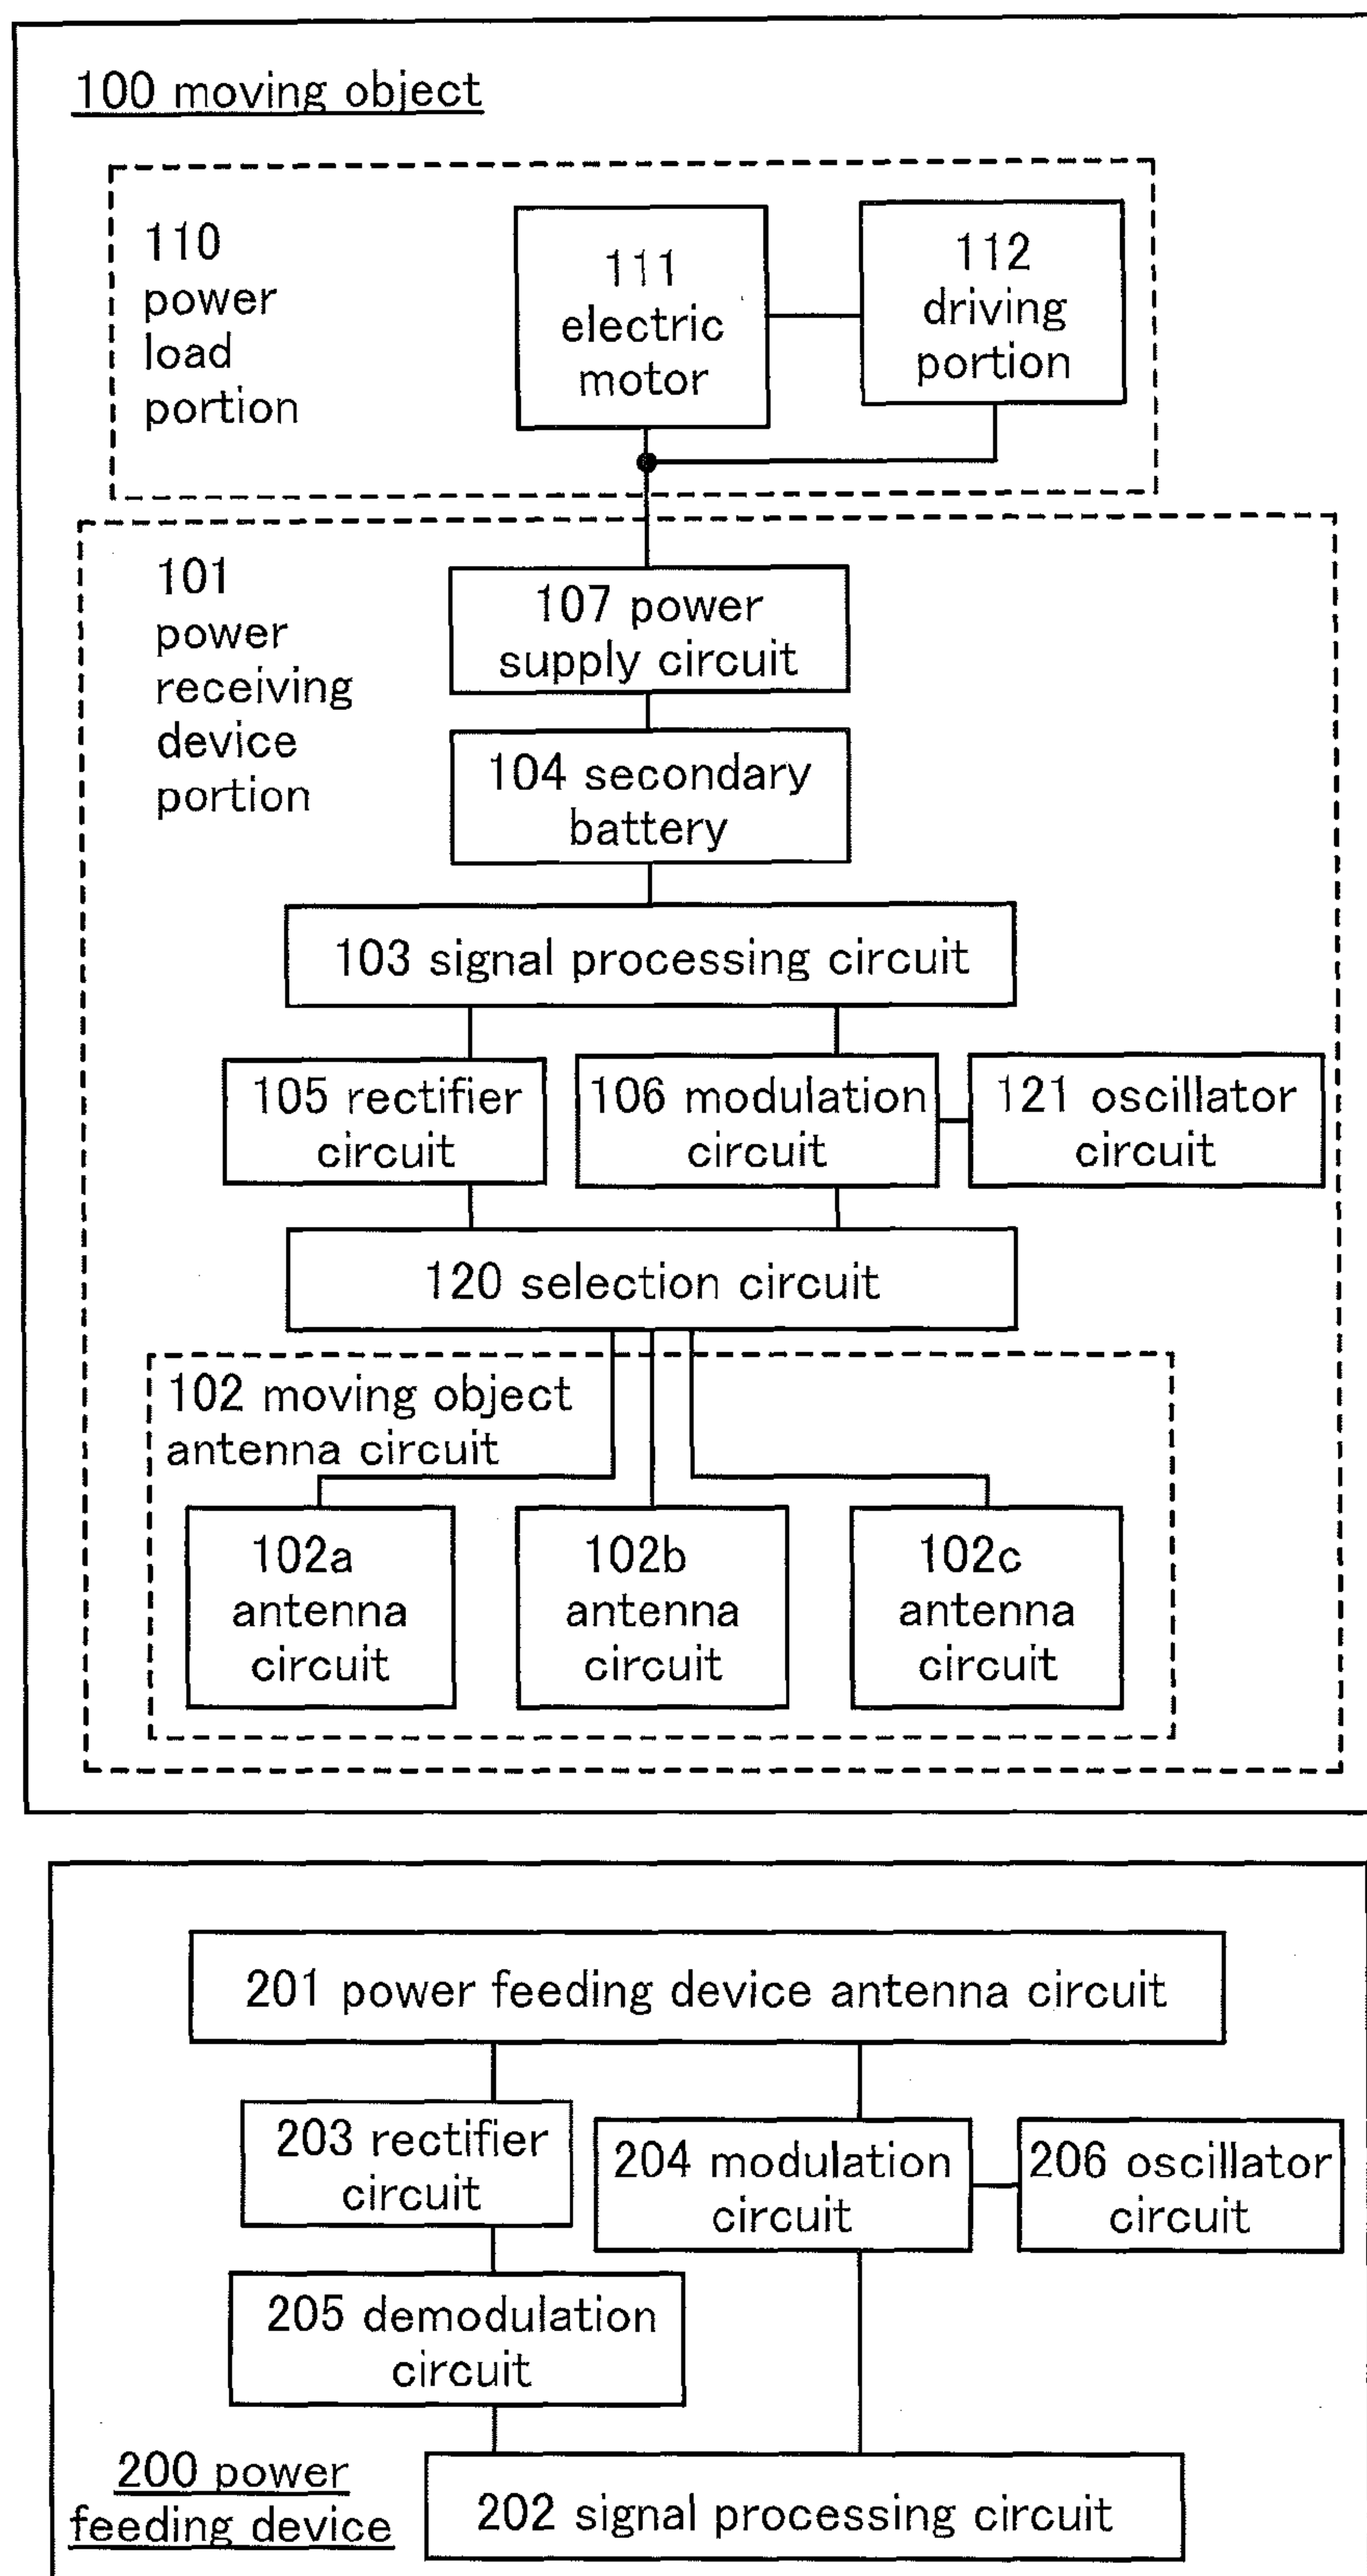 100 moving object
110
power
load
portion
111
electric
motor
112
driving
portion
101
power
receiving
device
portion
107 power
supply circuit
104 secondary
battery
103 signal processing circuit
105 rectifier
circuit
106 modulation
circuit
121 oscillator
circuit
120 selection circuit
102 moving object
antenna circuit
102a
antenna
circuit
102b
antenna
circuit
102c
antenna
circuit
201 power feeding device antenna circuit
203 rectifier
circuit
204 modulation
circuit
206 oscillator
circuit
205 demodulation
circuit
200 power
feeding device
202 signal processing circuit